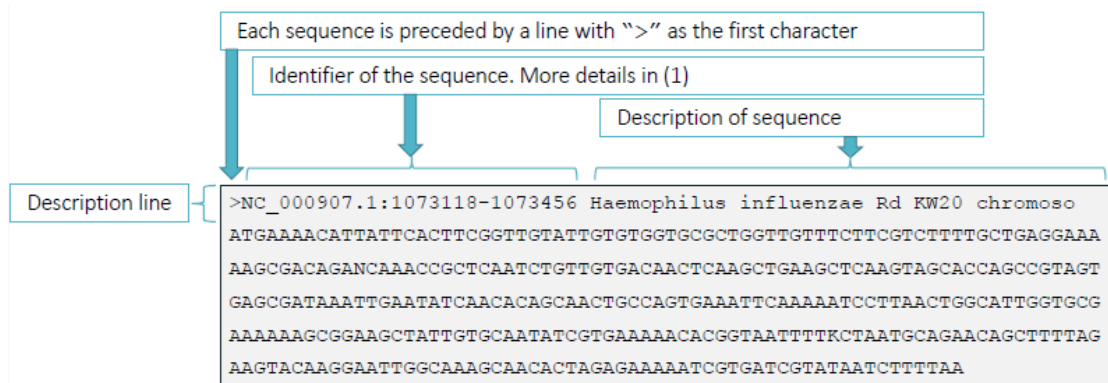 Each sequence is preceded by a line with “>” as the first character
Identifier of the sequence. More details in (1)
Description of sequence
Description line
>NC_000907.1:1073118-1073456 Haemophilus influenzae Rd KW20 chromoso
ATGAAAACATTATTCACTTCGGTTGTATTGTGTGGTGCGCTGGTTGTTTCTTCGTCTTTTGCTGAGGAAA
AAGCGACAGANCAAACCGCTCAATCTGTTGTGACAACTCAAGCTGAAGCTCAAGTAGCACCAGCCGTAGT
GAGCGATAAATTGAATATCAACACAGCAACTGCCAGTGAAATTCAAAAATCCTTAACTGGCATTGGTGCG
AAAAAAGCGGAAGCTATTGTGCAATATCGTGAAAAACACGGTAATTTTKCTAATGCAGAACAGCTTTTAG
AAGTACAAGGAATTGGCAAAGCAACACTAGAGAAAAATCGTGATCGTATAATCTTTTAA